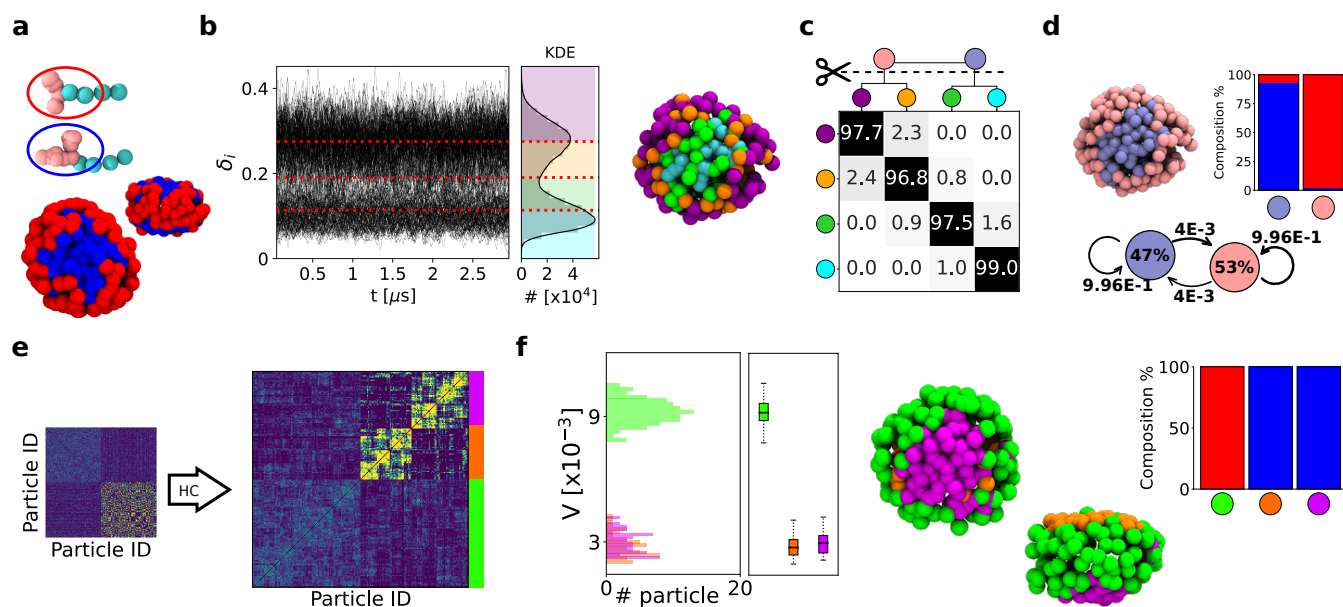 a
b
KDE
0.4
0.2
0
δi
0.5
1
1.5
2
2.5
t [μs]
0
2
4
# [x10⁴]
c
97.7 2.3 0.0 0.0
2.4 96.8 0.8 0.0
0.0 0.9 97.5 1.6
0.0 0.0 1.0 99.0
d
Composition %
100
75
50
25
0
4E-3
9.96E-1
47%
53%
9.96E-1
4E-3
e
Particle ID
Particle ID
HC
Particle ID
f
V [x10⁻³]
9
3
0
20
# particle
Composition %
100
50
0